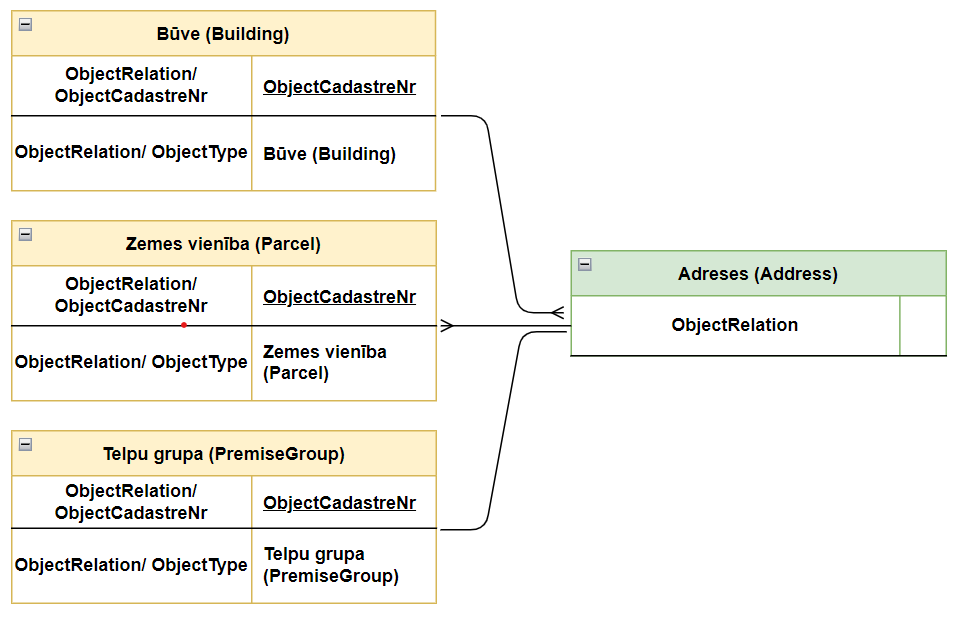 Būve (Building)
ObjectRelation/
ObjectCadastreNr
ObjectCadastreNr
ObjectRelation/ ObjectType
Būve (Building)
Zemes vienība (Parcel)
ObjectRelation/
ObjectCadastreNr
ObjectCadastreNr
ObjectRelation/ ObjectType
Zemes vienība
(Parcel)
Adreses (Address)
ObjectRelation
Telpu grupa (PremiseGroup)
ObjectRelation/
ObjectCadastreNr
ObjectCadastreNr
ObjectRelation/ ObjectType
Telpu grupa
(PremiseGroup)